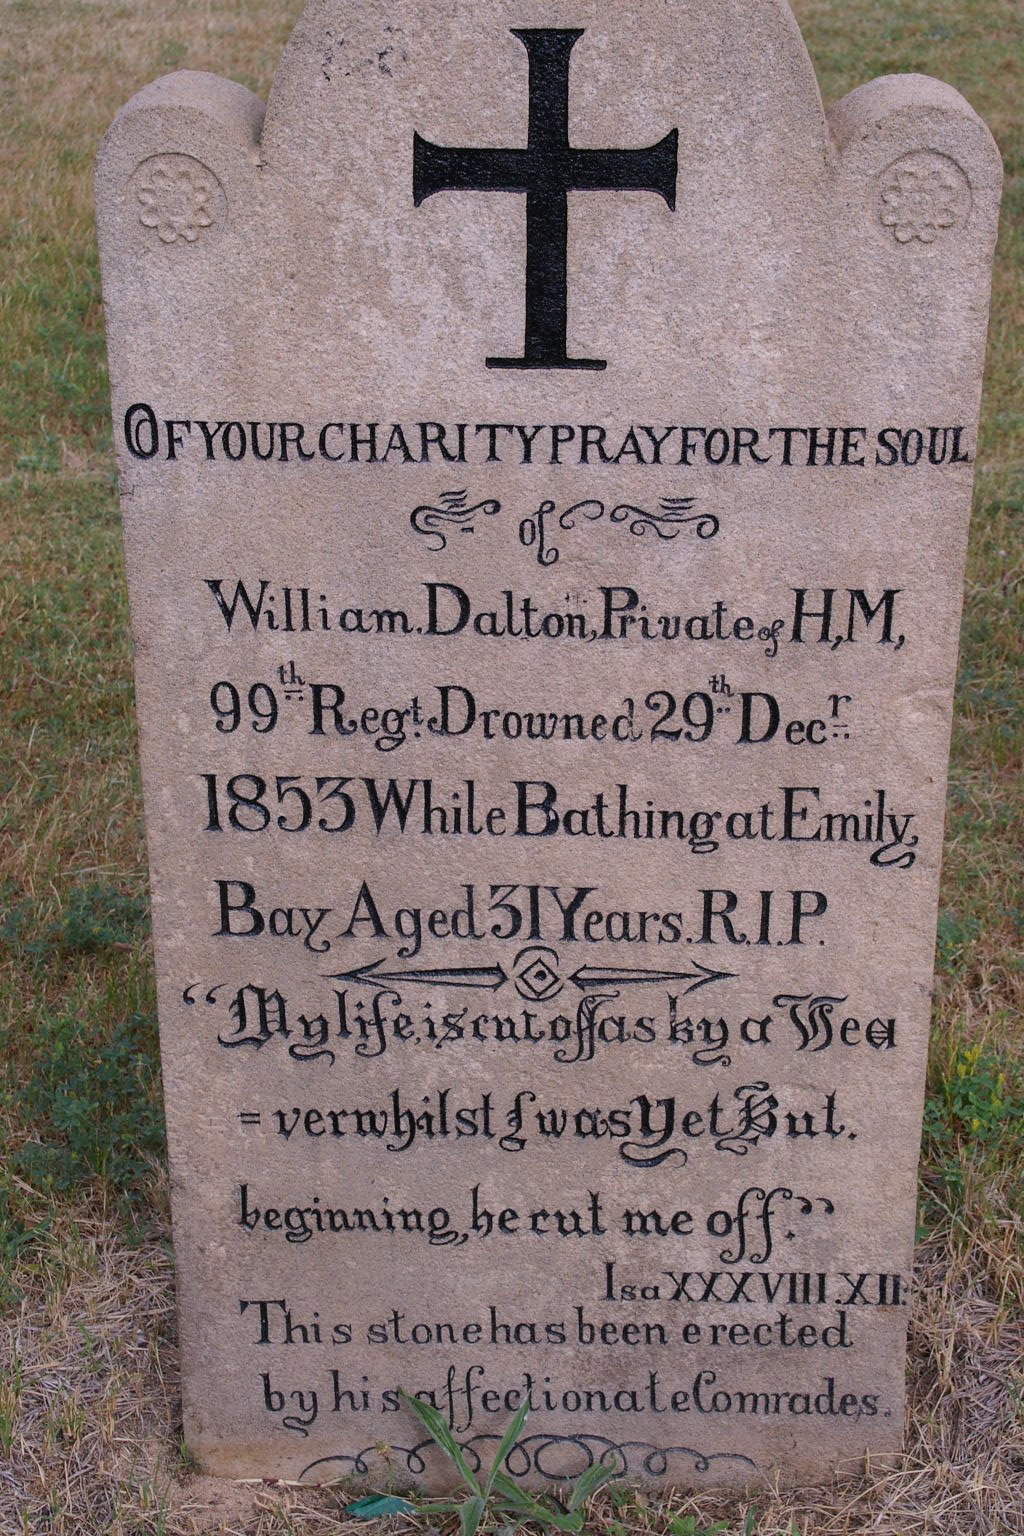 OF YOUR CHARITY PRAY FOR THE SOUL
of
William. Dalton, Private of H,M,
99th Regt. Drowned 29th Decr
1853 While Bathing at Emily,
Bay Aged 31 Years. R.I.P.
“My life, is cut off as by a Wea
=ver whilst I was Yet But.
beginning, he cut me off.”
Isa XXXVIII.XII:
This stone has been erected
by his affectionate Comrades.